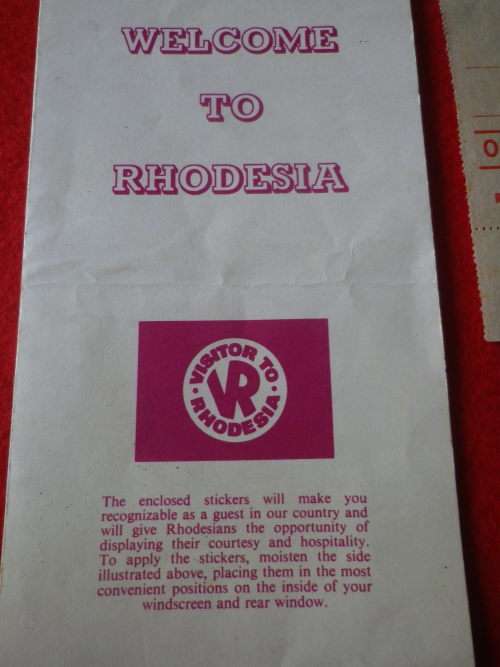 WELCOME
TO
RHODESIA
VISITOR TO
VR
RHODESIA
The enclosed stickers will make you
recognizable as a guest in our country and
will give Rhodesians the opportunity of
displaying their courtesy and hospitality.
To apply the stickers, moisten the side
illustrated above, placing them in the most
convenient positions on the inside of your
windscreen and rear window.